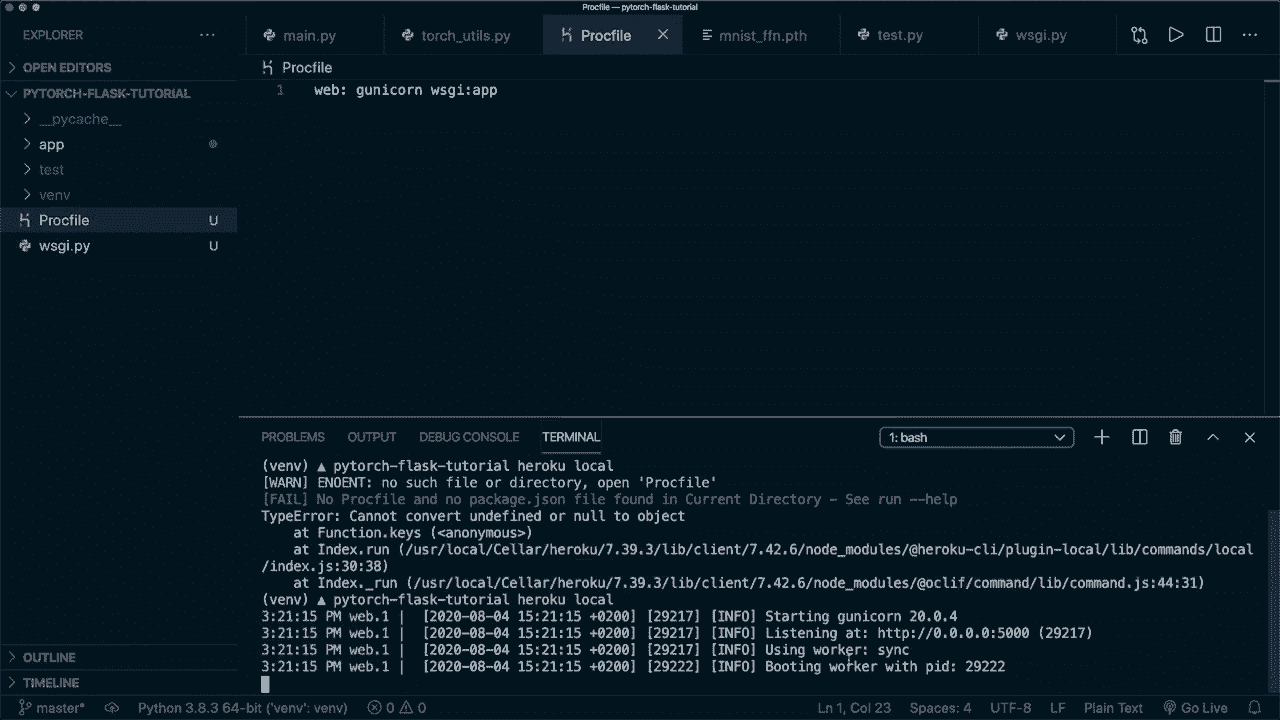 Procfile — pytorch-flask-tutorial
EXPLORER
main.py
torch_utils.py
Procfile
mnist_ffn.pth
test.py
wsgi.py
OPEN EDITORS
Procfile
PYTORCH-FLASK-TUTORIAL
1 web: gunicorn wsgi:app
__pycache__
app
test
venv
Procfile U
wsgi.py U
PROBLEMS OUTPUT DEBUG CONSOLE TERMINAL 1: bash
(venv) ▲ pytorch-flask-tutorial heroku local
[WARN] ENOENT: no such file or directory, open 'Procfile'
[FAIL] No Procfile and no package.json file found in Current Directory - See run --help
TypeError: Cannot convert undefined or null to object
at Function.keys (<anonymous>)
at Index.run (/usr/local/Cellar/heroku/7.39.3/lib/client/7.42.6/node_modules/@heroku-cli/plugin-local/lib/commands/local
/index.js:30:38)
at Index._run (/usr/local/Cellar/heroku/7.39.3/lib/client/7.42.6/node_modules/@oclif/command/lib/command.js:44:31)
(venv) ▲ pytorch-flask-tutorial heroku local
3:21:15 PM web.1 | [2020-08-04 15:21:15 +0200] [29217] [INFO] Starting gunicorn 20.0.4
3:21:15 PM web.1 | [2020-08-04 15:21:15 +0200] [29217] [INFO] Listening at: http://0.0.0.0:5000 (29217)
3:21:15 PM web.1 | [2020-08-04 15:21:15 +0200] [29217] [INFO] Using worker: sync
3:21:15 PM web.1 | [2020-08-04 15:21:15 +0200] [29222] [INFO] Booting worker with pid: 29222
OUTLINE
TIMELINE
master* Python 3.8.3 64-bit ('venv': venv) 0 0 Ln 1, Col 23 Spaces: 4 UTF-8 LF Plain Text Go Live